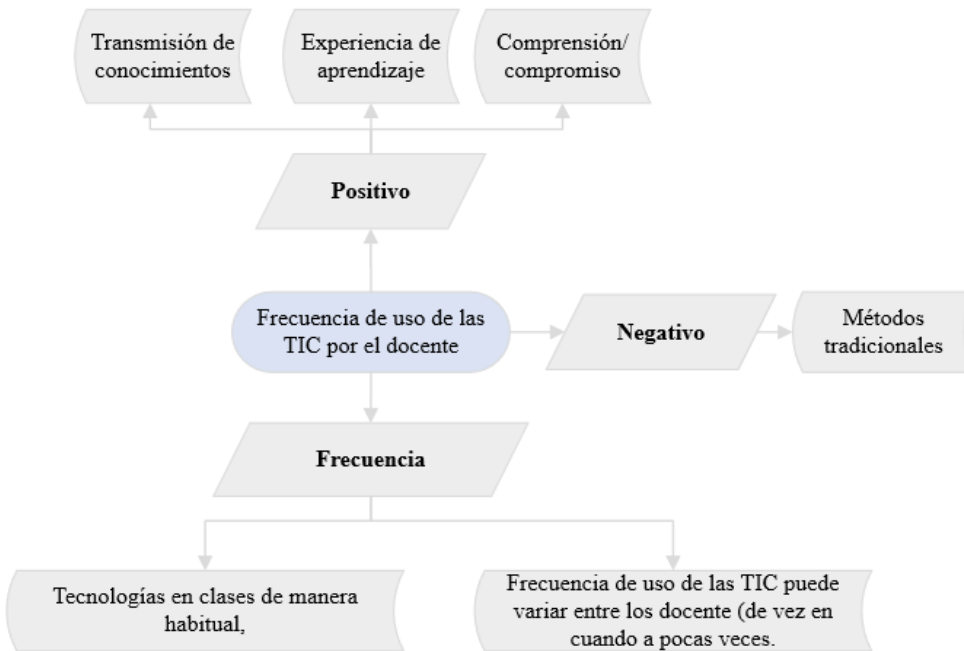 Transmisión de
conocimientos
Experiencia de
aprendizaje
Comprensión/
compromiso
Positivo
Frecuencia de uso de las
TIC por el docente
Negativo
Métodos
tradicionales
Frecuencia
Tecnologías en clases de manera
habitual,
Frecuencia de uso de las TIC puede
variar entre los docente (de vez en
cuando a pocas veces.